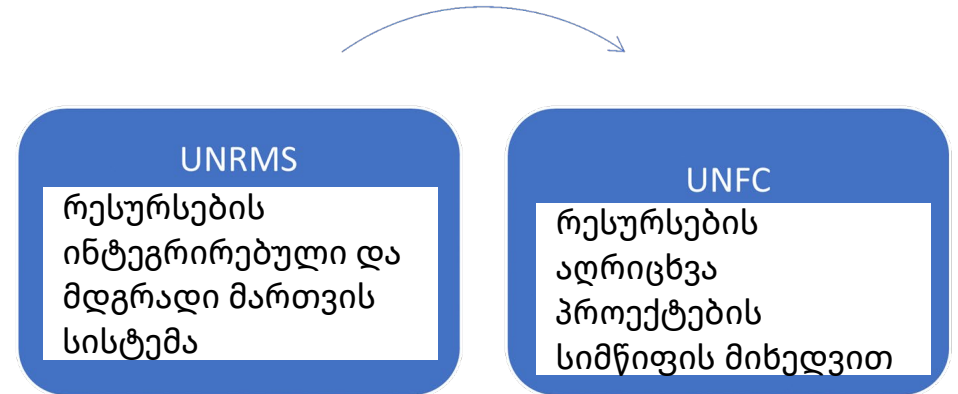 UNRMS
რესურსების
ინტეგრირებული და
მდგრადი მართვის
სისტემა
UNFC
რესურსების
აღრიცხვა
პროექტების
სიმწიფის მიხედვით